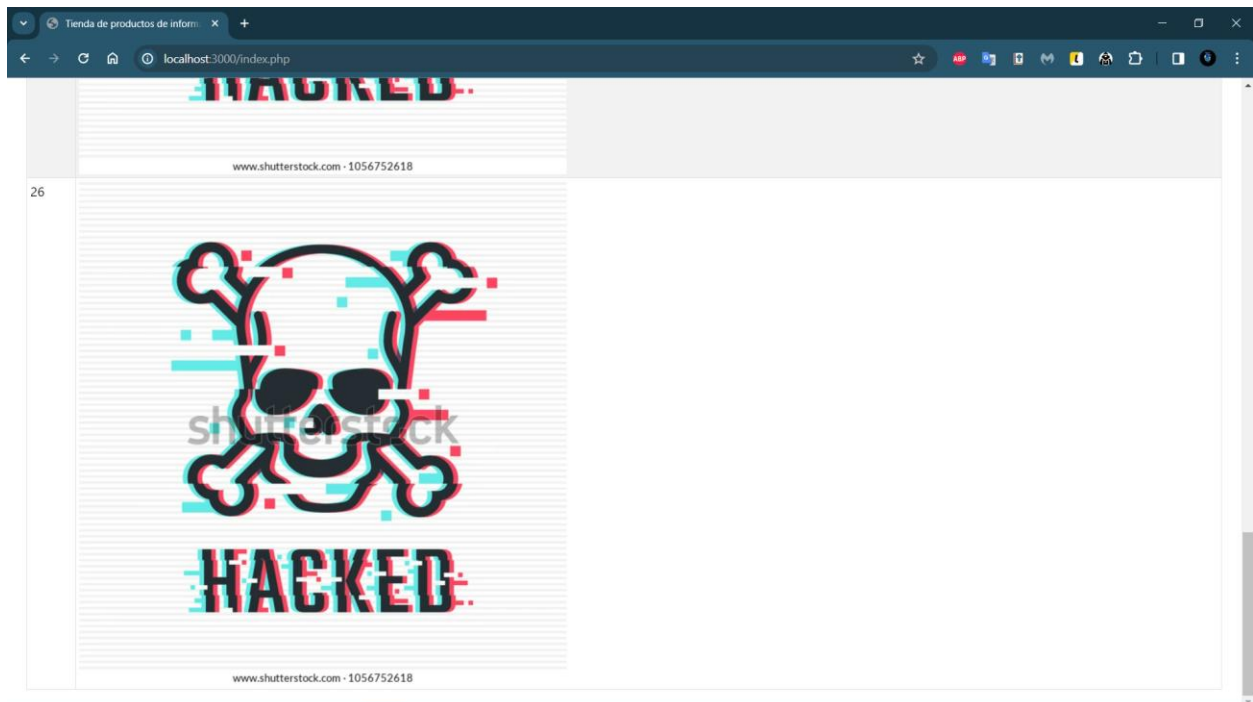 Tienda de productos de inform
localhost:3000/index.php
ABP
HACKED
www.shutterstock.com · 1056752618
26
shutterstock
HACKED
www.shutterstock.com · 1056752618